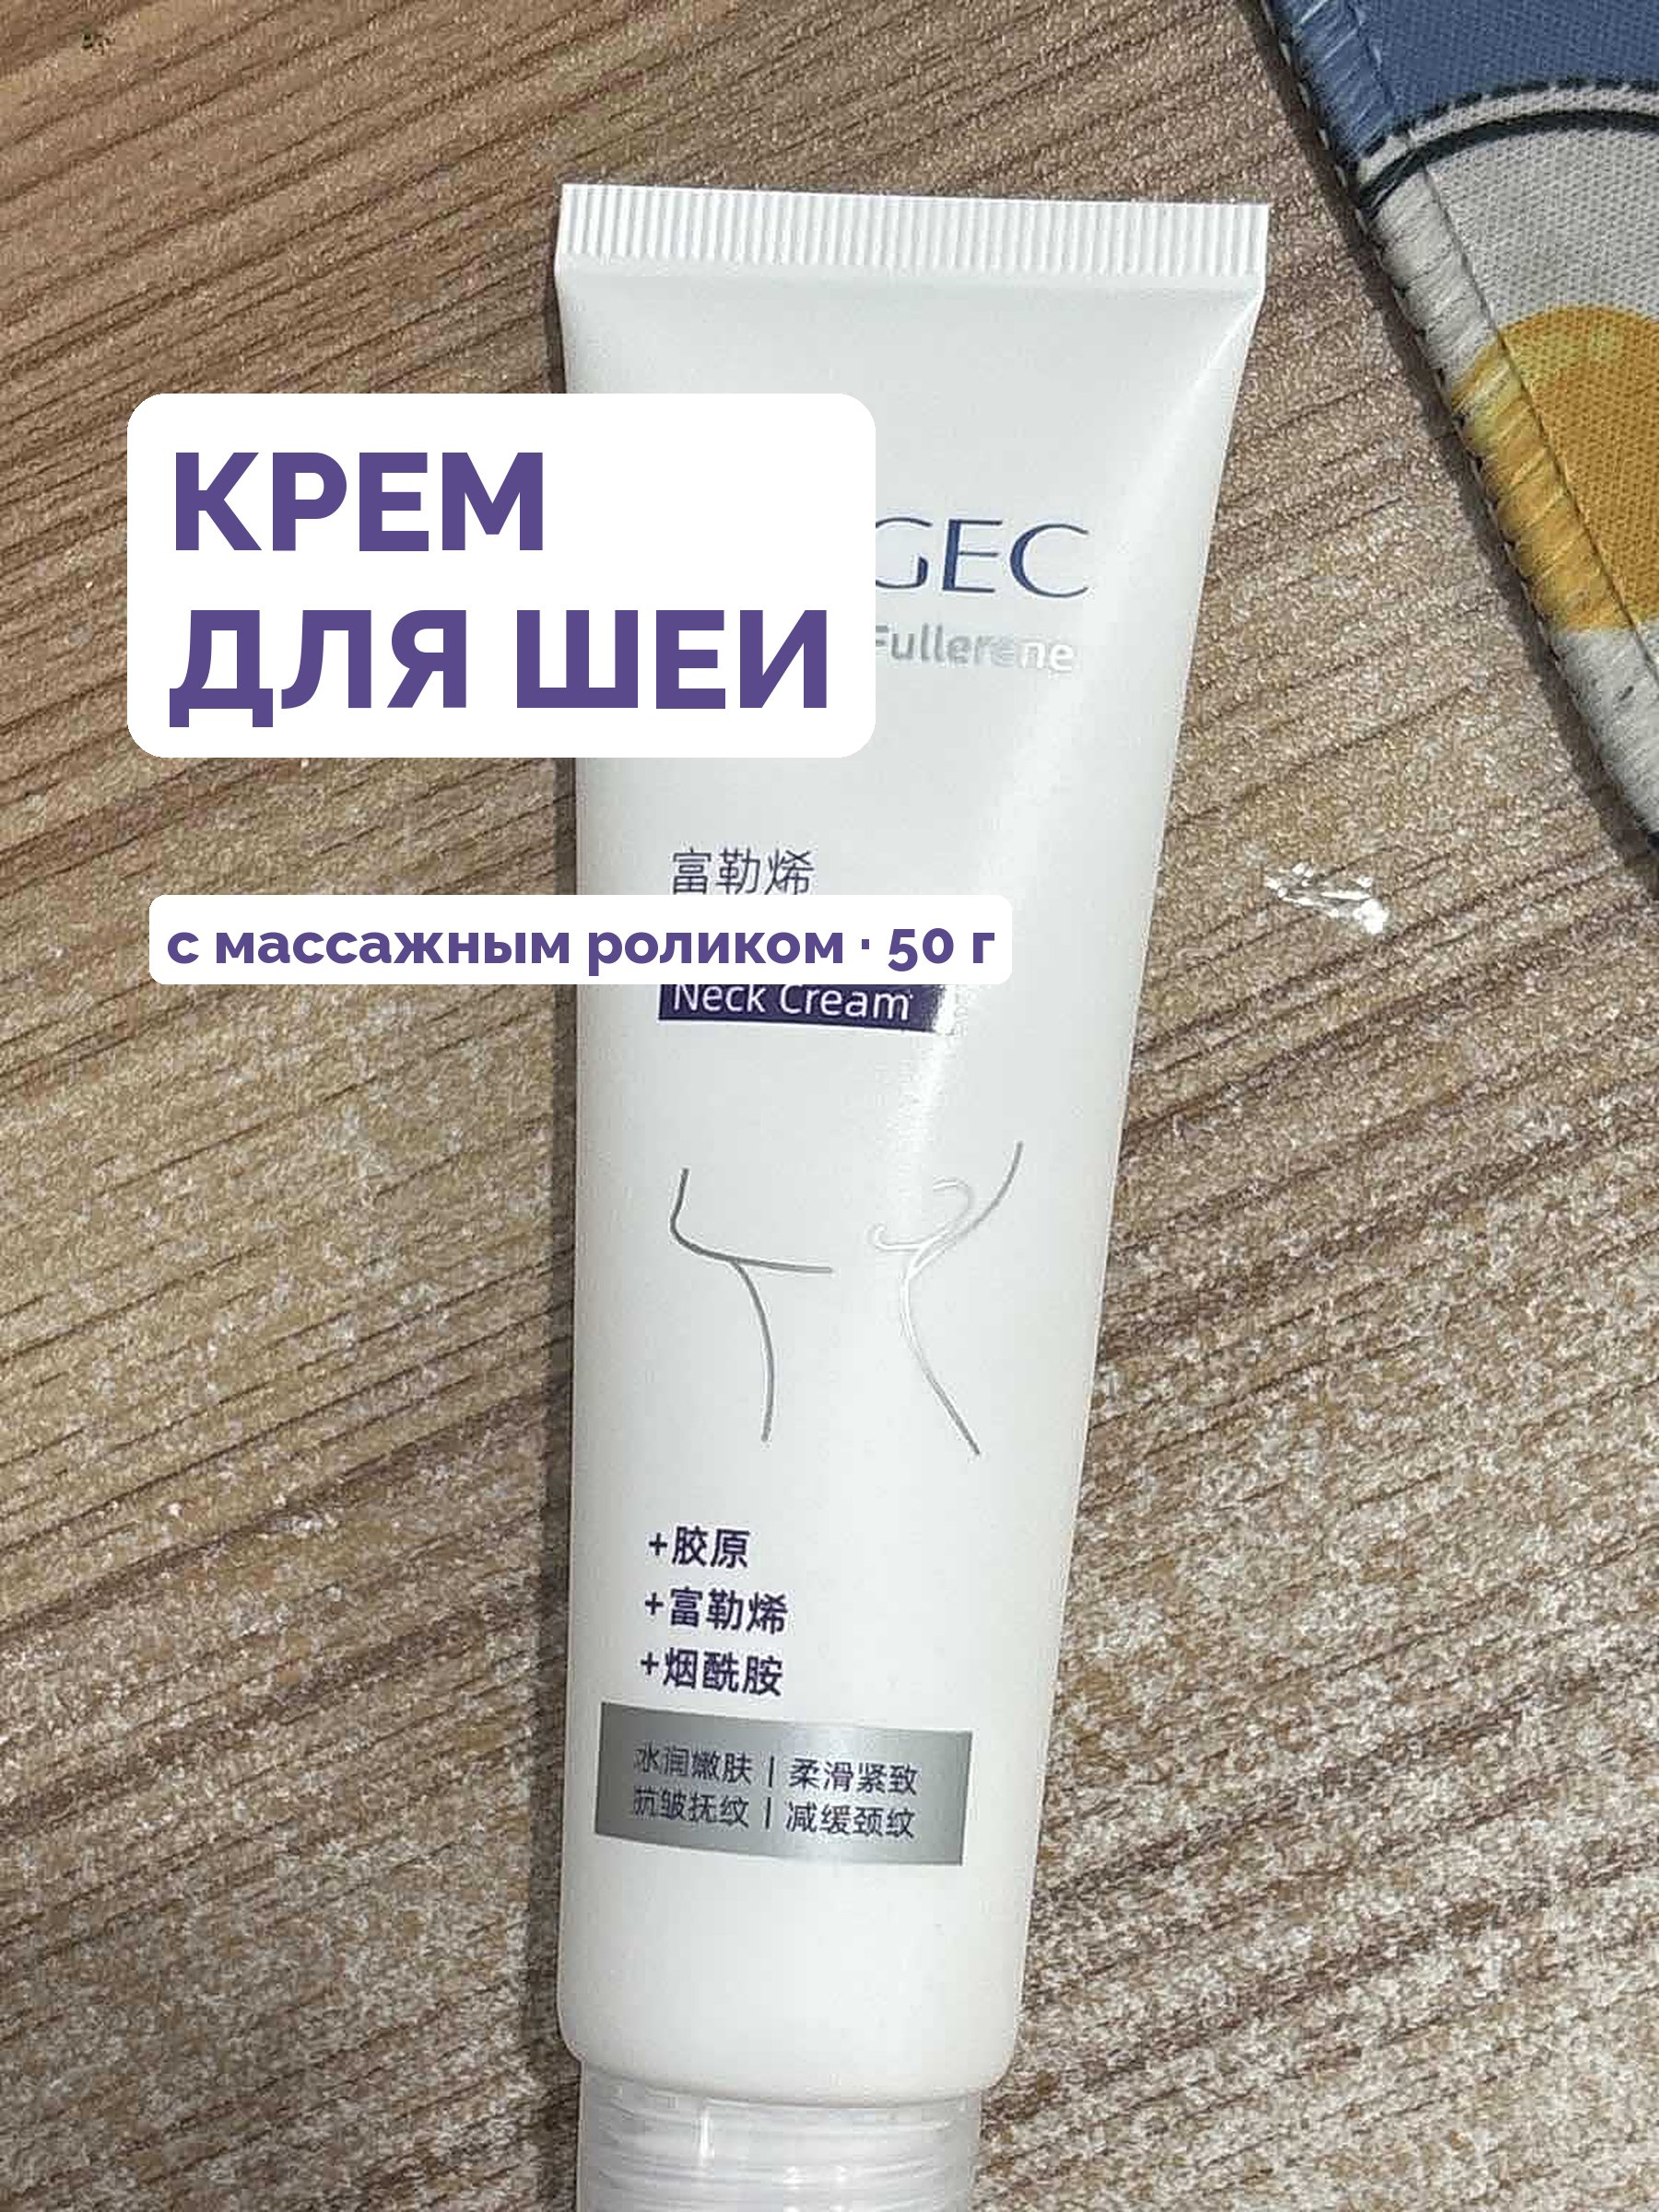 КРЕМ
ДЛЯ ШЕИ
GEC
Fullerene
富勒烯
с массажным роликом · 50 г
Neck Cream
+胶原
+富勒烯
+烟酰胺
水润嫩肤 | 柔滑紧致
抗皱抚纹 | 减缓颈纹